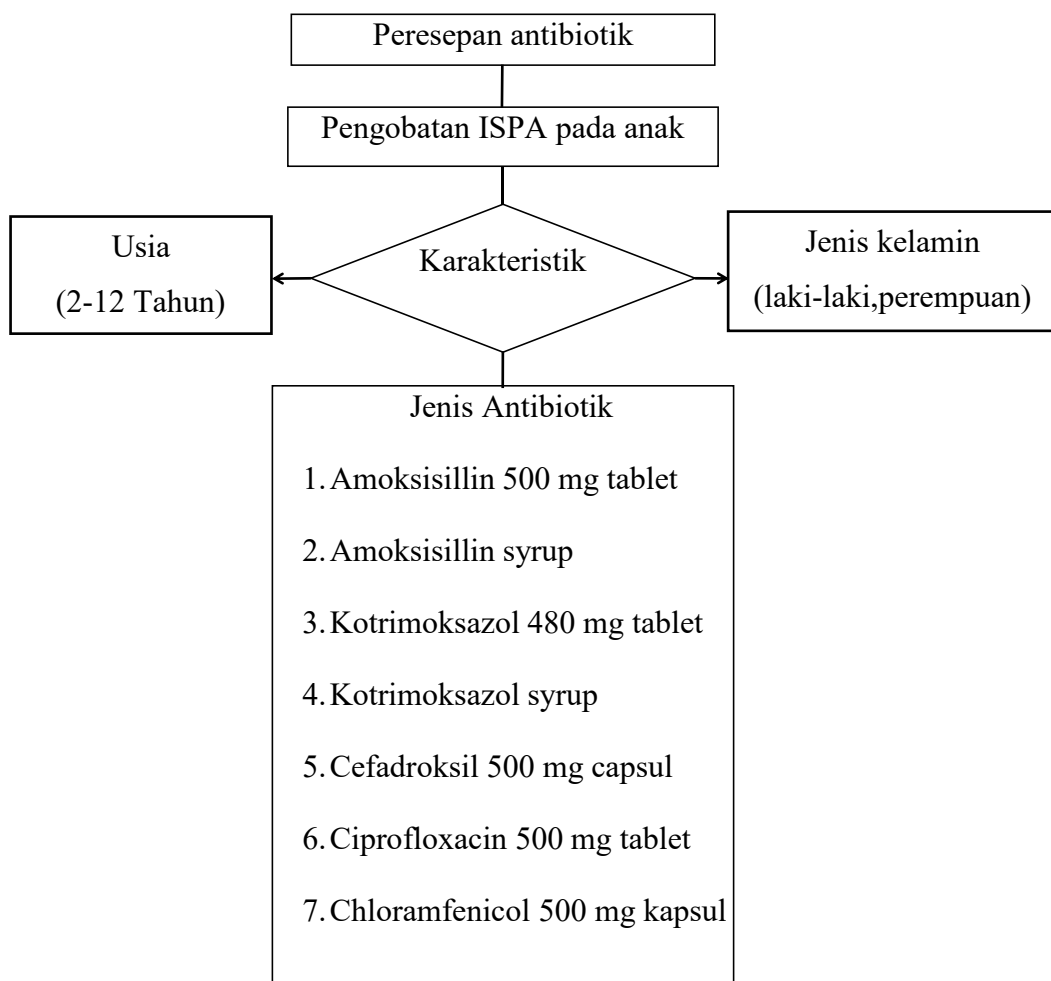 Peresepan antibiotik
Pengobatan ISPA pada anak
Karakteristik
Usia
(2-12 Tahun)
Jenis kelamin
(laki-laki,perempuan)
Jenis Antibiotik
1. Amoksisillin 500 mg tablet
2. Amoksisillin syrup
3. Kotrimoksazol 480 mg tablet
4. Kotrimoksazol syrup
5. Cefadroksil 500 mg capsul
6. Ciprofloxacin 500 mg tablet
7. Chloramfenicol 500 mg kapsul